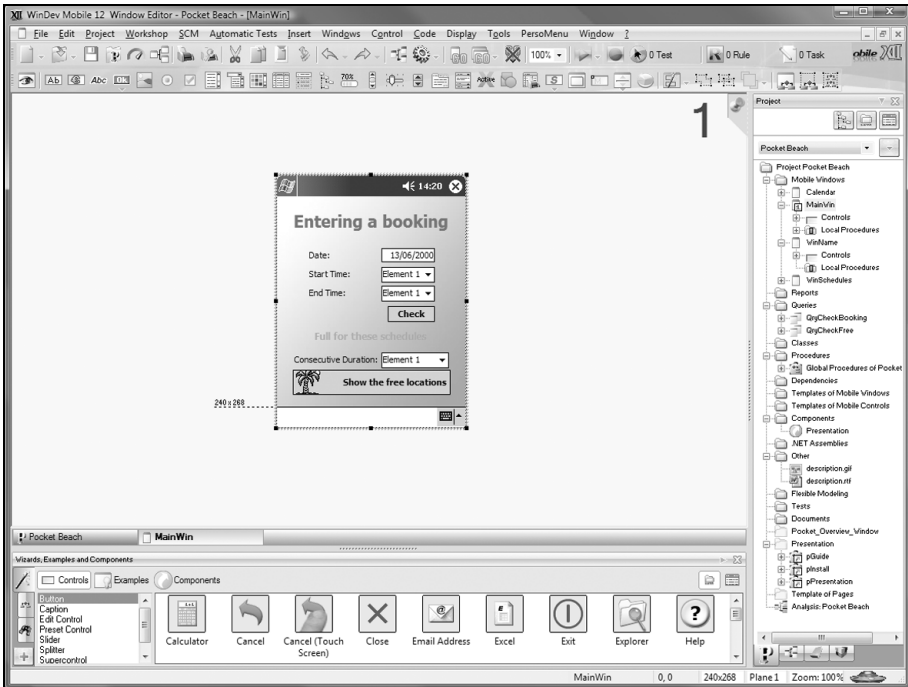 WinDev Mobile 12 Window Editor - Pocket Beach - [MainWin]
File Edit Project Workshop SCM Automatic Tests Insert Windows Control Code Display Tools PersoMenu Window ?
100% 0 Test 0 Rule 0 Task obile XII
Ab Abc OK 70% Active S
1
Project
Pocket Beach
Project Pocket Beach
Mobile Windows
Calendar
MainWin
Controls
Local Procedures
WinName
Controls
Local Procedures
WinSchedules
Reports
Queries
QryCheckBooking
QryCheckFree
Classes
Procedures
Global Procedures of Pocket
Dependencies
Templates of Mobile Windows
Templates of Mobile Controls
Components
Presentation
.NET Assemblies
Other
description.gif
description.rtf
Flexible Modeling
Tests
Documents
Pocket_Overview_Window
Presentation
pGuide
pInstall
pPresentation
Template of Pages
Analysis: Pocket Beach
14:20
Entering a booking
Date: 13/06/2000
Start Time: Element 1
End Time: Element 1
Check
Full for these schedules
Consecutive Duration: Element 1
Show the free locations
240 x 268
Pocket Beach MainWin
Wizards, Examples and Components
Controls Examples Components
Button
Caption
Edit Control
Preset Control
Slider
Splitter
Supercontrol
Calculator Cancel Cancel (Touch Screen) Close Email Address Excel Exit Explorer Help
MainWin 0, 0 240x268 Plane 1 Zoom: 100%